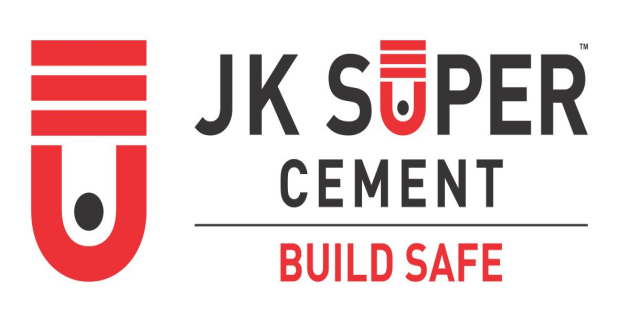 JK SUPER™
CEMENT
BUILD SAFE